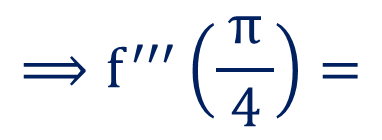 ⟹ f′′′ (π/4) =